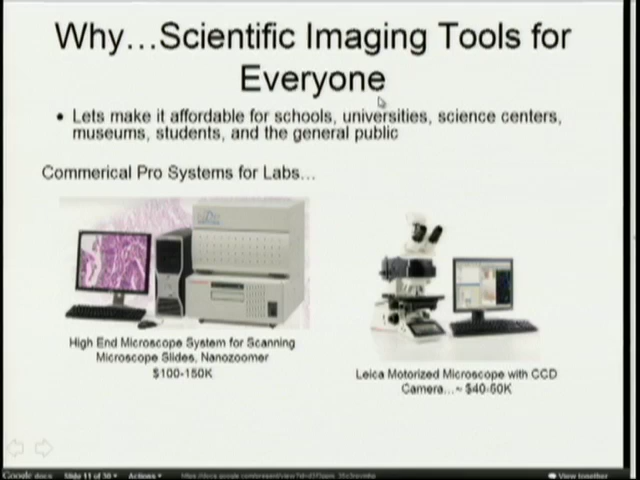 Why...Scientific Imaging Tools for
Everyone
• Lets make it affordable for schools, universities, science centers,
museums, students, and the general public
Commerical Pro Systems for Labs...
High End Microscope System for Scanning
Microscope Slides, Nanozoomer
$100-150K
Leica Motorized Microscope with CCD
Camera...~ $40-60K
Google docs Slide 11 of 30 Actions
View together